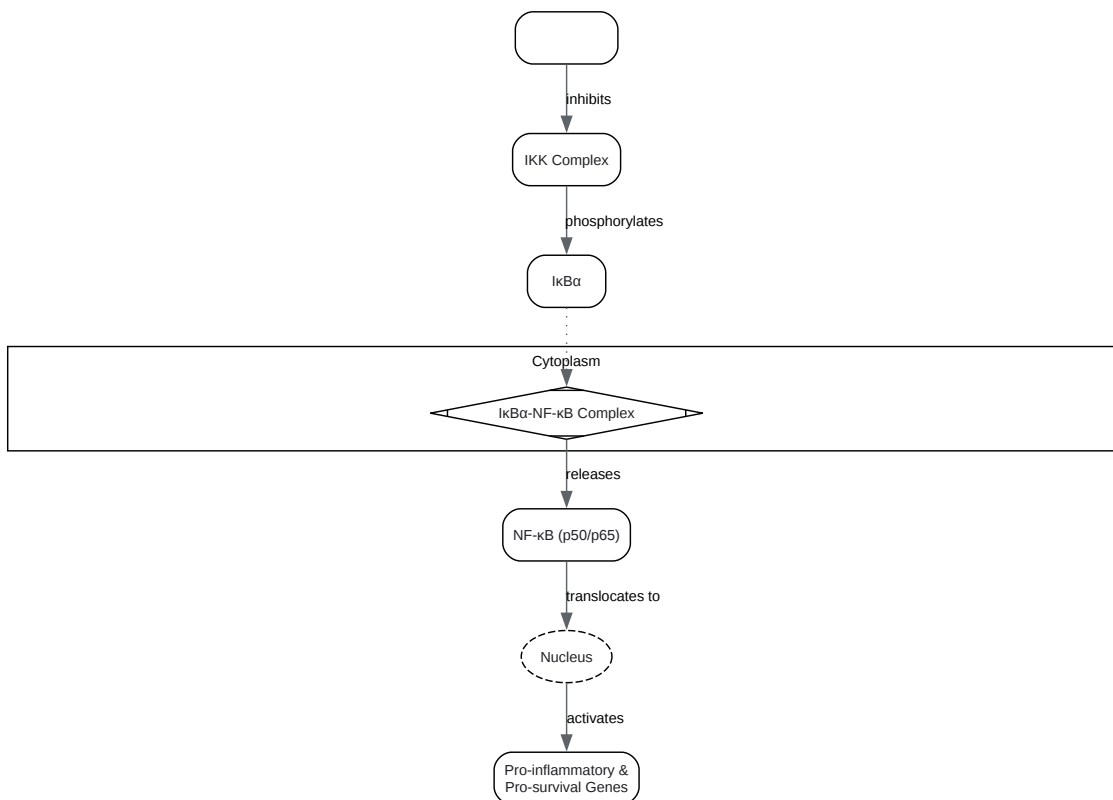 inhibits
IKK Complex
phosphorylates
IκBα
Cytoplasm
IκBα-NF-κB Complex
releases
NF-κB (p50/p65)
translocates to
Nucleus
activates
Pro-inflammatory &
Pro-survival Genes